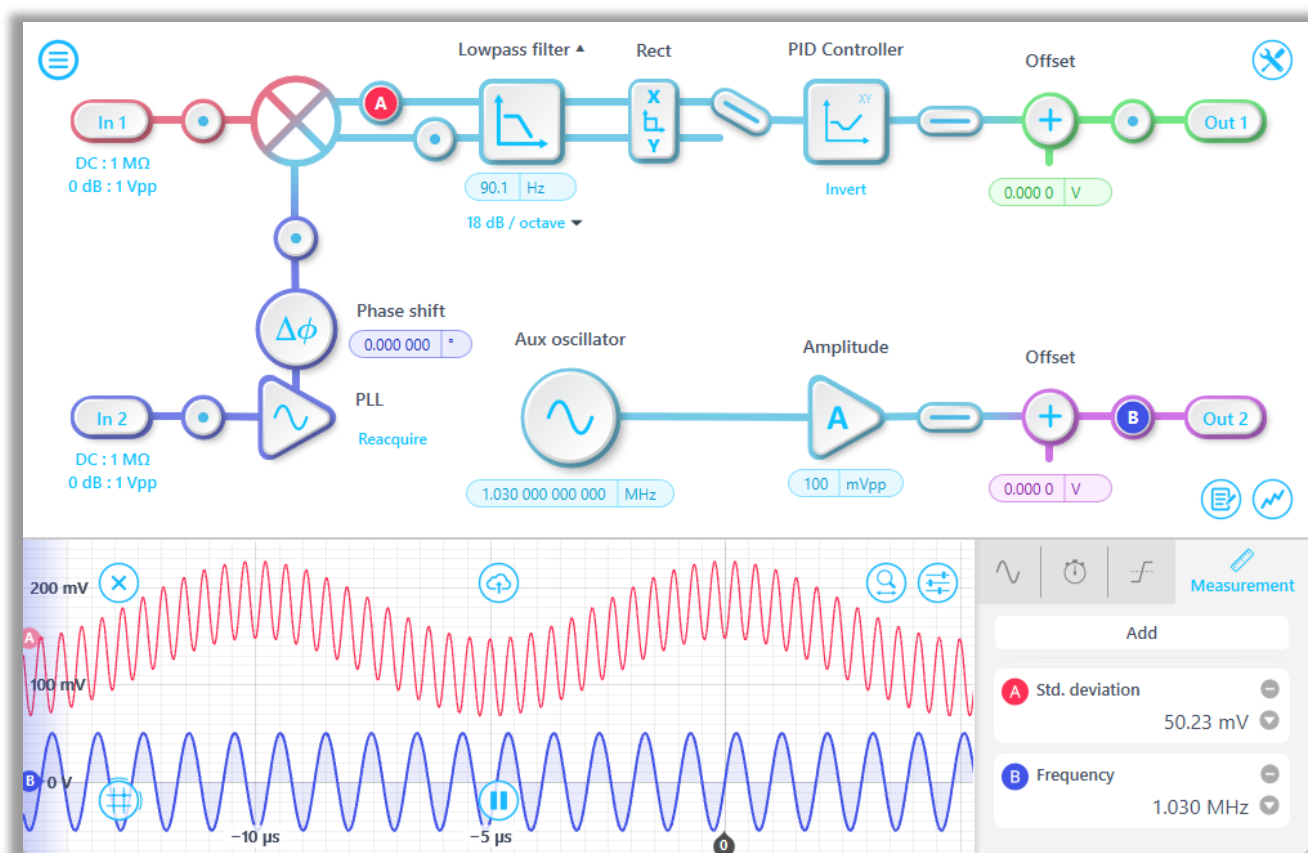 Lowpass filter ▲
Rect
PID Controller
Offset
In 1
A
X
Y
XY
+
Out 1
DC : 1 MΩ
0 dB : 1 Vpp
90.1 Hz
Invert
0.000 0 V
18 dB / octave ▼
Δϕ
Phase shift
0.000 000 °
Aux oscillator
Amplitude
Offset
In 2
PLL
Reacquire
A
+
B
Out 2
DC : 1 MΩ
0 dB : 1 Vpp
1.030 000 000 000 MHz
100 mVpp
0.000 0 V
200 mV
A
100 mV
B
0 V
−10 µs
−5 µs
0
Measurement
Add
A Std. deviation
50.23 mV
B Frequency
1.030 MHz